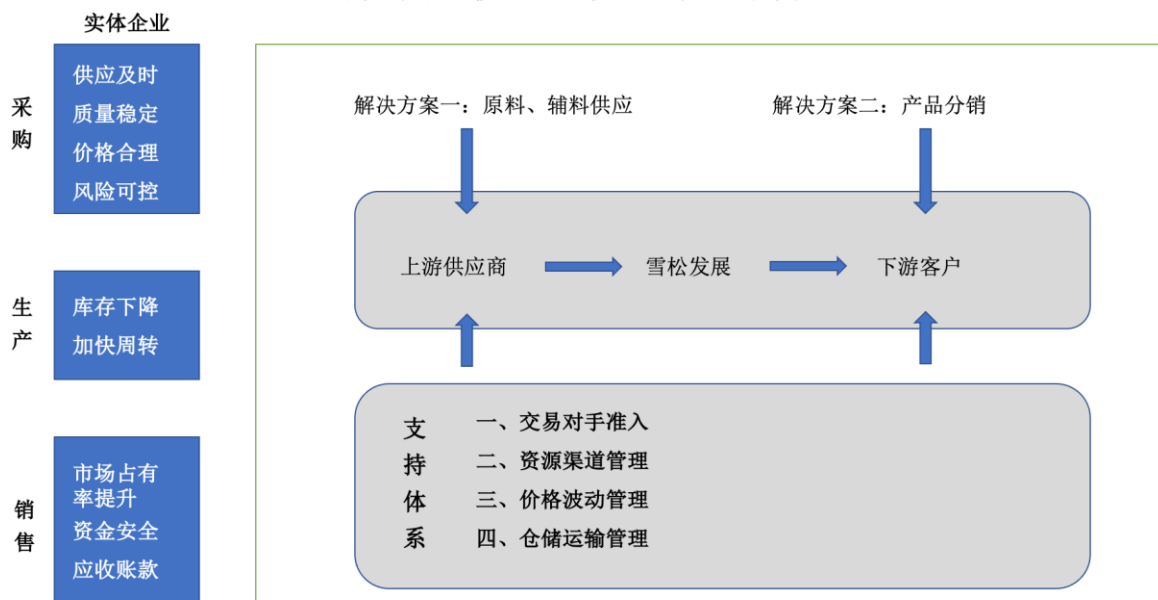 实体企业
采购
供应及时
质量稳定
价格合理
风险可控
生产
库存下降
加快周转
销售
市场占有
率提升
资金安全
应收账款
解决方案一：原料、辅料供应
解决方案二：产品分销
上游供应商
雪松发展
下游客户
支持体系
一、交易对手准入
二、资源渠道管理
三、价格波动管理
四、仓储运输管理